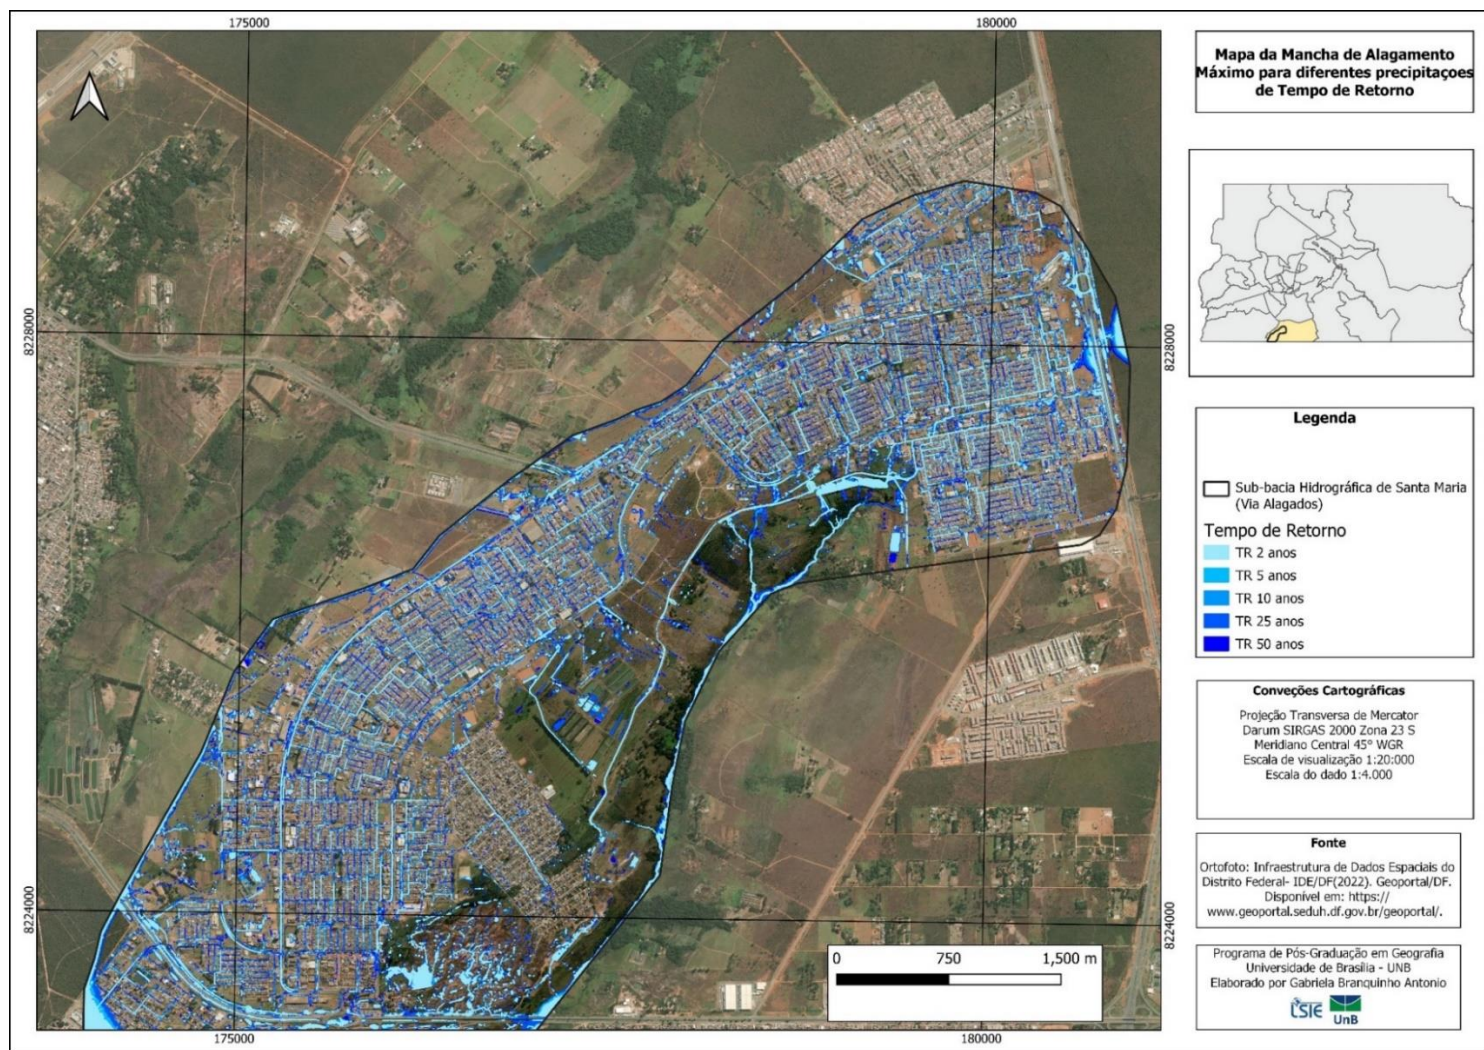 175000
180000
8228000
8224000
8228000
8224000
175000
180000
0 750 1,500 m
Mapa da Mancha de Alagamento
Máximo para diferentes precipitaçoes
de Tempo de Retorno
Legenda
Sub-bacia Hidrográfica de Santa Maria
(Via Alagados)
Tempo de Retorno
TR 2 anos
TR 5 anos
TR 10 anos
TR 25 anos
TR 50 anos
Conveções Cartográficas
Projeção Transversa de Mercator
Darum SIRGAS 2000 Zona 23 S
Meridiano Central 45º WGR
Escala de visualização 1:20:000
Escala do dado 1:4.000
Fonte
Ortofoto: Infraestrutura de Dados Espaciais do
Distrito Federal- IDE/DF(2022). Geoportal/DF.
Disponível em: https://
www.geoportal.seduh.df.gov.br/geoportal/.
Programa de Pós-Graduação em Geografia
Universidade de Brasília - UNB
Elaborado por Gabriela Branquinho Antonio
LSIE
UnB